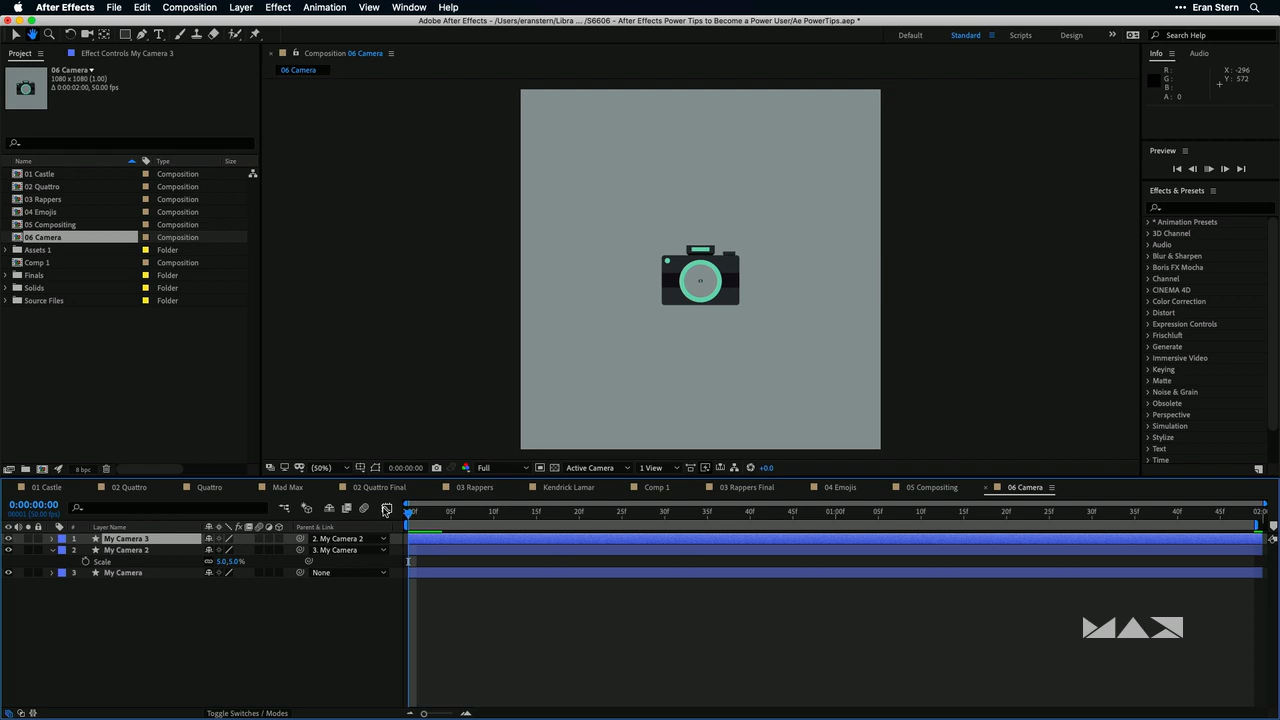 After Effects File Edit Composition Layer Effect Animation View Window Help Eran Stern
Adobe After Effects - /Users/eranstern/Libra ... /S6606 - After Effects Power Tips to Become a Power User/Ae PowerTips.aep *
Default Standard Scripts Design Search Help
Project Effect Controls My Camera 3 Composition 06 Camera Info Audio
06 Camera
1080 x 1080 (1.00)
Δ 0:00:02:00, 50.00 fps
06 Camera
R :
G :
B :
A : 0
X : -296
Y : 572
Preview
Name Type Size
01 Castle Composition
02 Quattro Composition
03 Rappers Composition
04 Emojis Composition
05 Compositing Composition
06 Camera Composition
Assets 1 Folder
Comp 1 Composition
Finals Folder
Solids Folder
Source Files Folder
Effects & Presets
* Animation Presets
3D Channel
Audio
Blur & Sharpen
Boris FX Mocha
Channel
CINEMA 4D
Color Correction
Distort
Expression Controls
Frischluft
Generate
Immersive Video
Keying
Matte
Noise & Grain
Obsolete
Perspective
Simulation
Stylize
Text
Time
8 bpc
(50%) 0:00:00:00 Full Active Camera 1 View +0.0
01 Castle 02 Quattro Quattro Mad Max 02 Quattro Final 03 Rappers Kendrick Lamar Comp 1 03 Rappers Final 04 Emojis 05 Compositing 06 Camera
0:00:00:00
00001 (50.00 fps)
:00f 05f 10f 15f 20f 25f 30f 35f 40f 45f 01:00f 05f 10f 15f 20f 25f 30f 35f 40f 45f 02:00
# Layer Name fx Parent & Link
1 My Camera 3 2. My Camera 2
2 My Camera 2 3. My Camera
Scale 5.0,5.0%
3 My Camera None
MAX
Toggle Switches / Modes